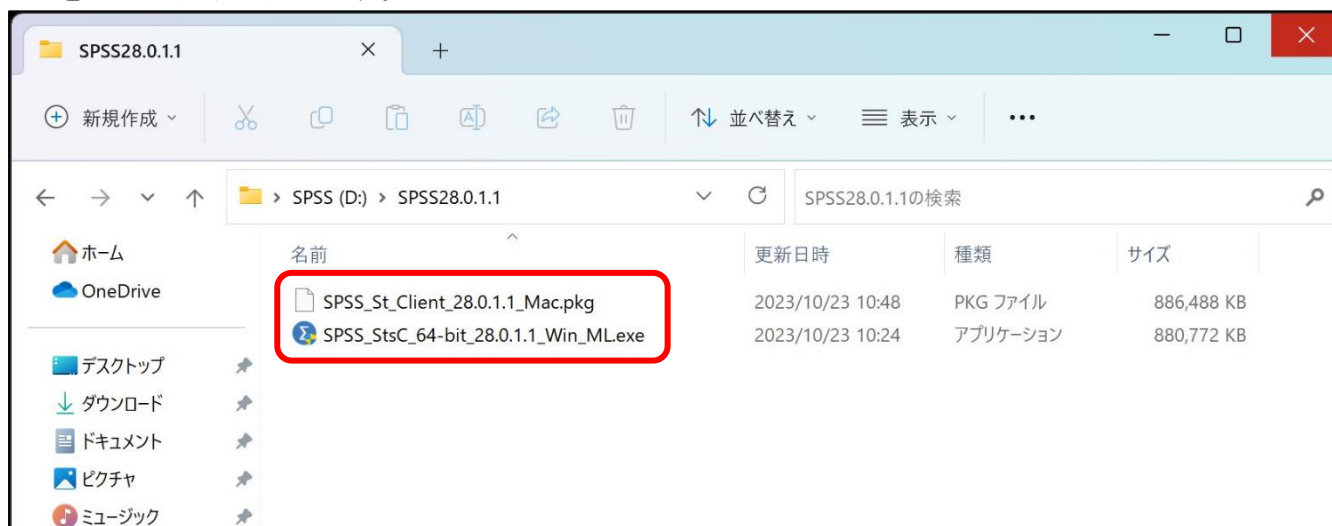 SPSS28.0.1.1
新規作成
並べ替え
表示
SPSS (D:) › SPSS28.0.1.1
SPSS28.0.1.1の検索
名前 更新日時 種類 サイズ
SPSS_St_Client_28.0.1.1_Mac.pkg 2023/10/23 10:48 PKG ファイル 886,488 KB
SPSS_StsC_64-bit_28.0.1.1_Win_ML.exe 2023/10/23 10:24 アプリケーション 880,772 KB
ホーム
OneDrive
デスクトップ
ダウンロード
ドキュメント
ピクチャ
ミュージック